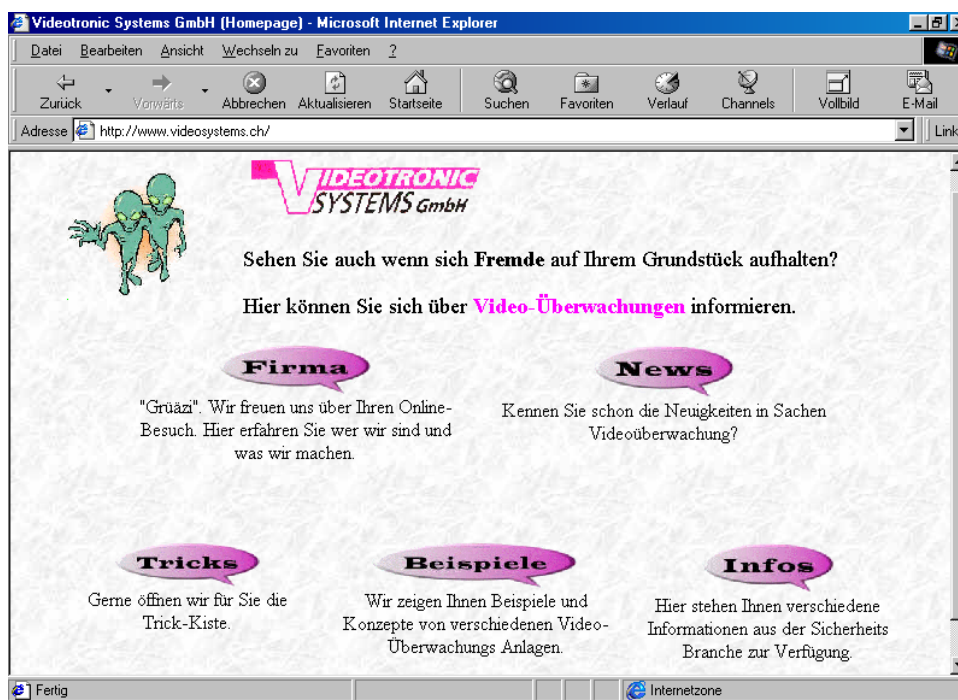 Videotronic Systems GmbH (Homepage) - Microsoft Internet Explorer
Datei Bearbeiten Ansicht Wechseln zu Favoriten ?
Zurück Vorwärts Abbrechen Aktualisieren Startseite Suchen Favoriten Verlauf Channels Vollbild E-Mail
Adresse http://www.videosystems.ch/ Link
VIDEOTRONIC
SYSTEMS GmbH
Sehen Sie auch wenn sich Fremde auf Ihrem Grundstück aufhalten?
Hier können Sie sich über Video-Überwachungen informieren.
Firma
"Grüäzi". Wir freuen uns über Ihren Online-
Besuch. Hier erfahren Sie wer wir sind und
was wir machen.
News
Kennen Sie schon die Neuigkeiten in Sachen
Videoüberwachung?
Tricks
Gerne öffnen wir für Sie die
Trick-Kiste.
Beispiele
Wir zeigen Ihnen Beispiele und
Konzepte von verschiedenen Video-
Überwachungs Anlagen.
Infos
Hier stehen Ihnen verschiedene
Informationen aus der Sicherheits
Branche zur Verfügung.
Fertig Internetzone